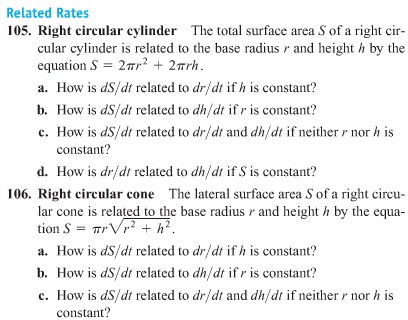 Related Rates
105. Right circular cylinder The total surface area S of a right cir-
cular cylinder is related to the base radius r and height h by the
equation S = 2πr² + 2πrh.
a. How is dS/dt related to dr/dt if h is constant?
b. How is dS/dt related to dh/dt if r is constant?
c. How is dS/dt related to dr/dt and dh/dt if neither r nor h is
constant?
d. How is dr/dt related to dh/dt if S is constant?
106. Right circular cone The lateral surface area S of a right circu-
lar cone is related to the base radius r and height h by the equa-
tion S = πr√(r² + h²).
a. How is dS/dt related to dr/dt if h is constant?
b. How is dS/dt related to dh/dt if r is constant?
c. How is dS/dt related to dr/dt and dh/dt if neither r nor h is
constant?